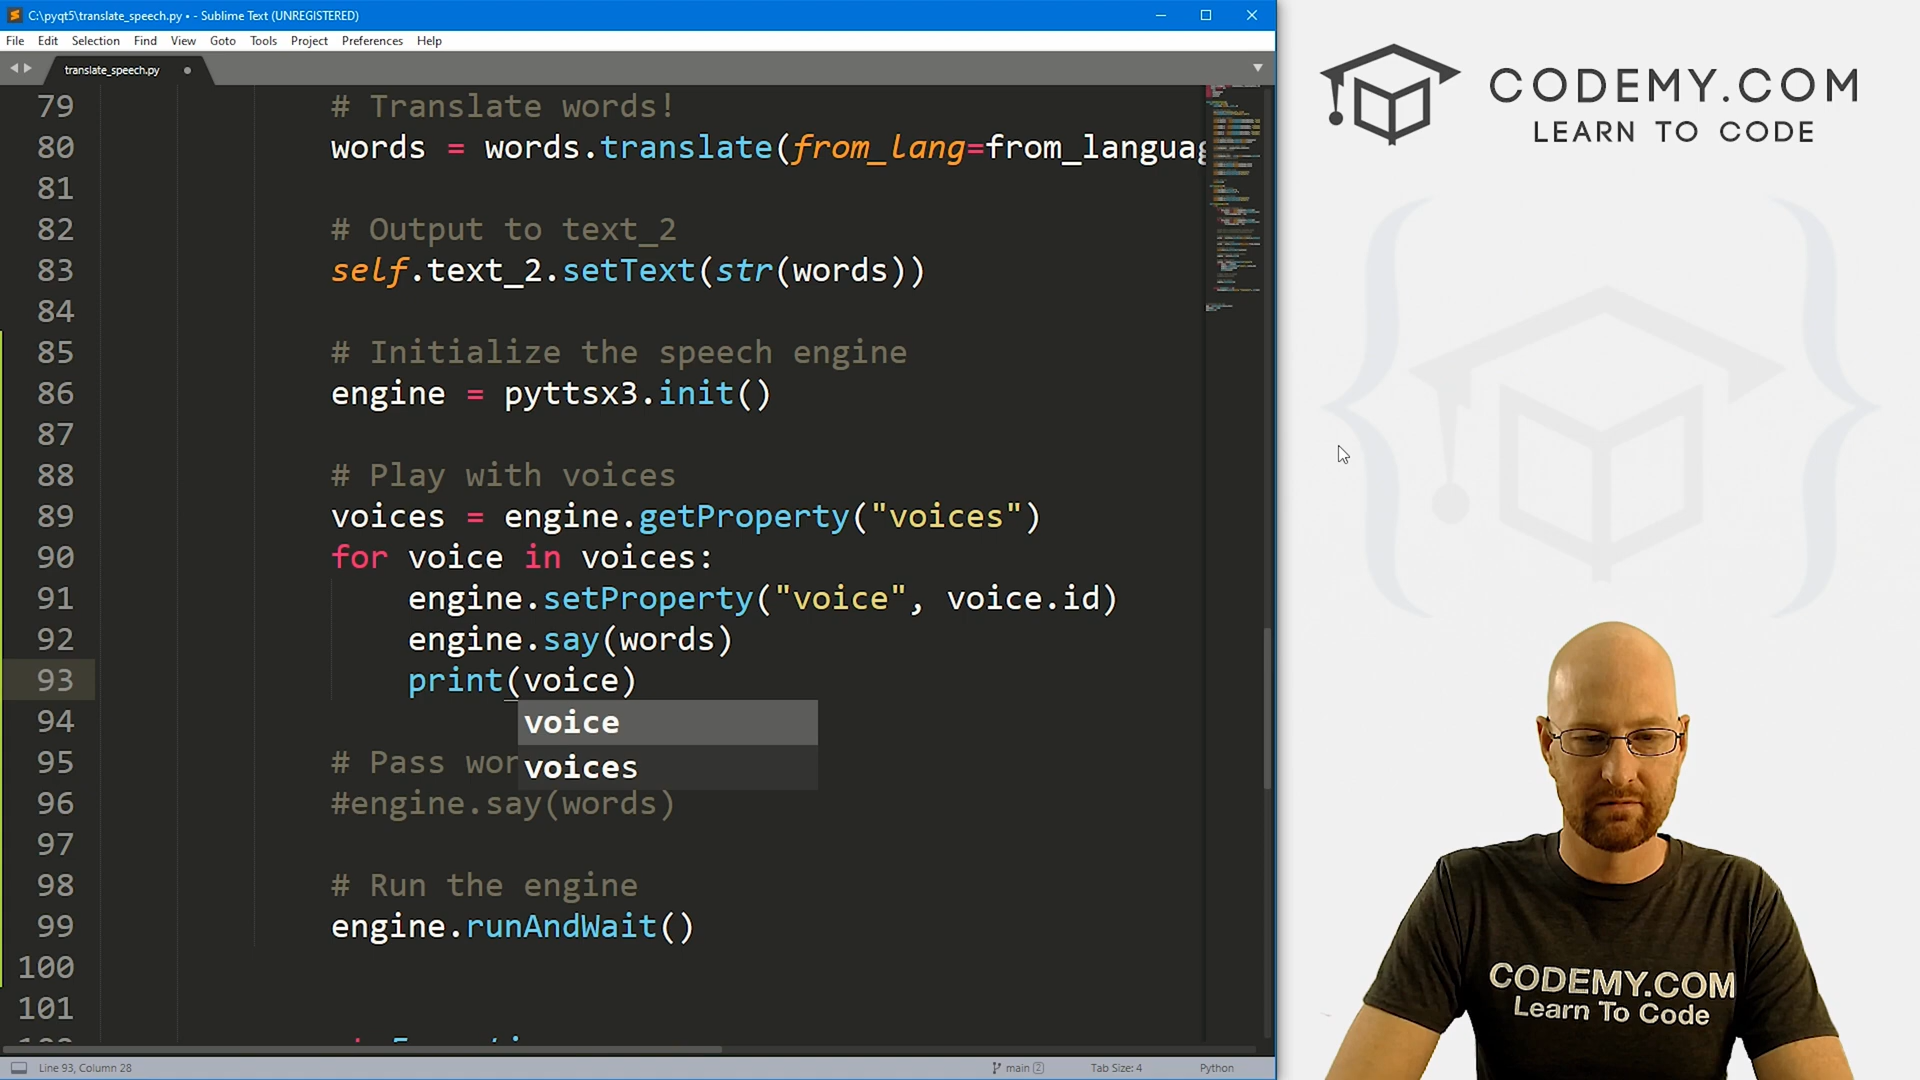 C:\pyqt5\translate_speech.py • - Sublime Text (UNREGISTERED)
File Edit Selection Find View Goto Tools Project Preferences Help
translate_speech.py
79 # Translate words!
80 words = words.translate(from_lang=from_languag
81
82 # Output to text_2
83 self.text_2.setText(str(words))
84
85 # Initialize the speech engine
86 engine = pyttsx3.init()
87
88 # Play with voices
89 voices = engine.getProperty("voices")
90 for voice in voices:
91 engine.setProperty("voice", voice.id)
92 engine.say(words)
93 print(voice)
94 voice
95 # Pass wor voices
96 #engine.say(words)
97
98 # Run the engine
99 engine.runAndWait()
100
101
Line 93, Column 28 main 2 Tab Size: 4 Python
CODEMY.COM
LEARN TO CODE
CODEMY.COM
Learn To Code